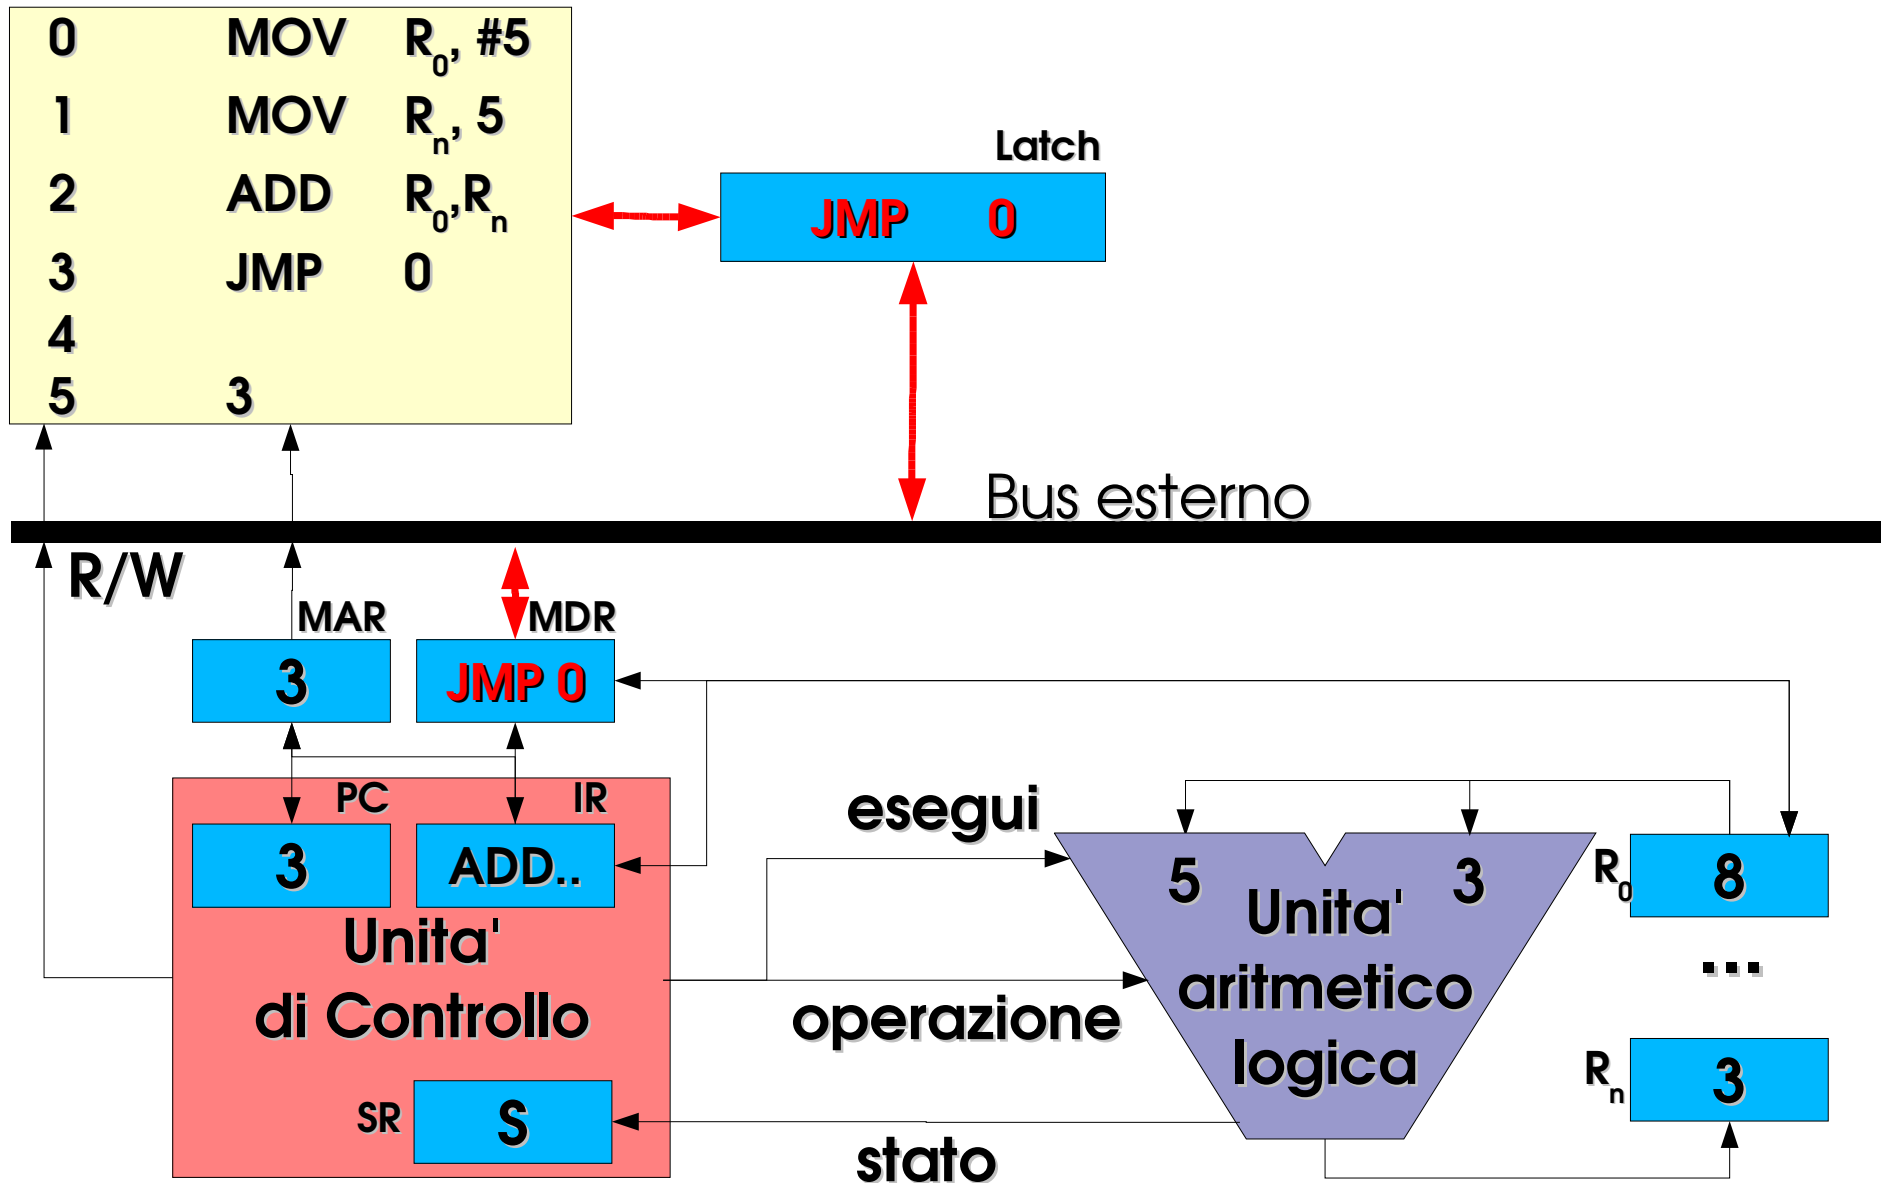 0 MOV R0, #5
1 MOV Rn, 5
2 ADD R0,Rn
3 JMP 0
4
5 3
Latch
JMP 0
Bus esterno
R/W
MAR
MDR
3
JMP 0
PC
IR
3
ADD..
Unita'
di Controllo
SR
S
esegui
operazione
stato
5
3
Unita'
aritmetico
logica
R0
8
...
Rn
3